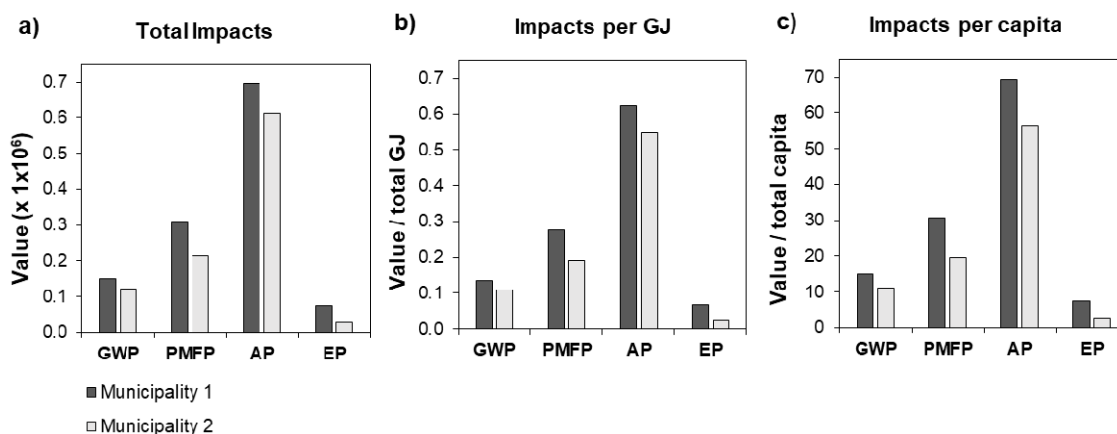 a)
Total Impacts
Value (x 1x10⁶)
0.7
0.6
0.5
0.4
0.3
0.2
0.1
0.0
GWP PMFP AP EP
Municipality 1
Municipality 2
b)
Impacts per GJ
Value / total GJ
0.7
0.6
0.5
0.4
0.3
0.2
0.1
0.0
GWP PMFP AP EP
c)
Impacts per capita
Value / total capita
70
60
50
40
30
20
10
0
GWP PMFP AP EP